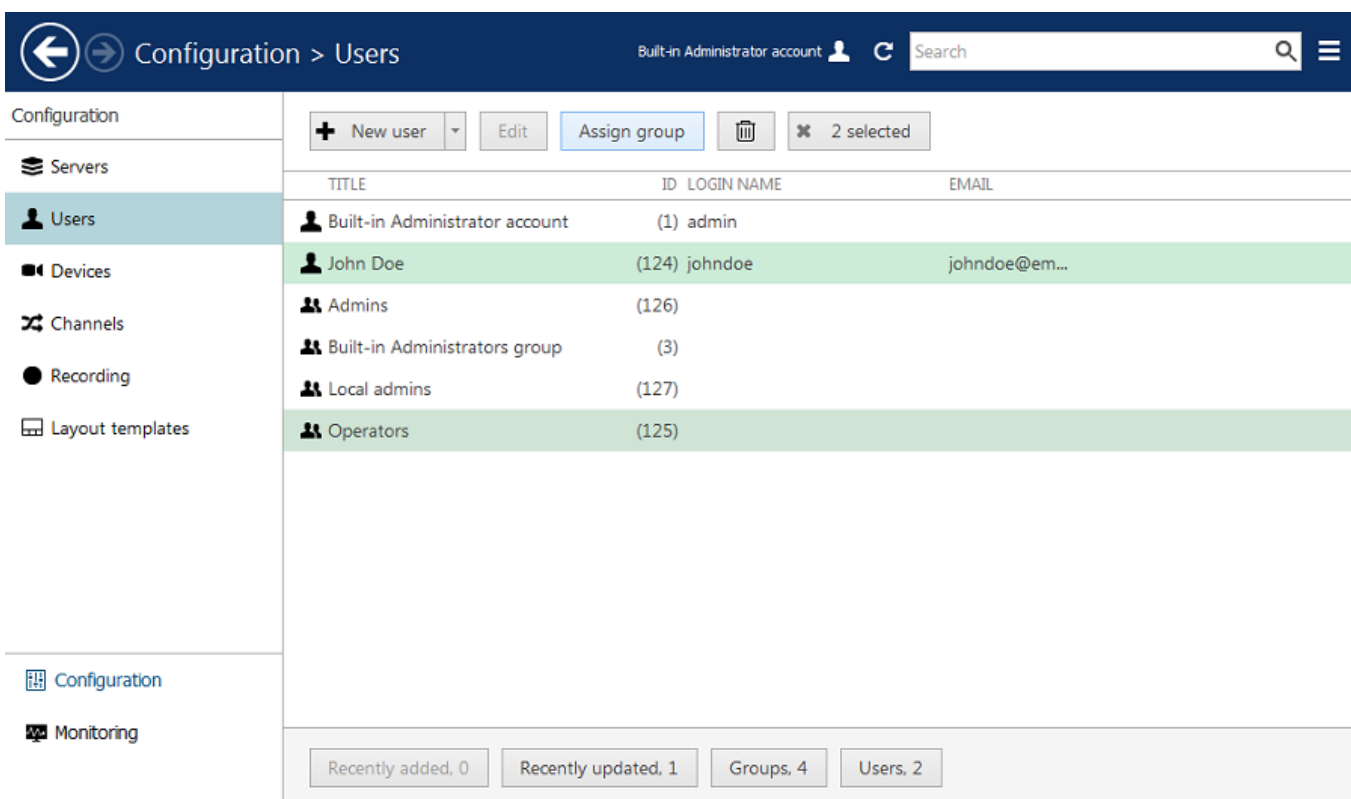 Configuration > Users
Built-in Administrator account
Search
Configuration
Servers
Users
Devices
Channels
Recording
Layout templates
Configuration
Monitoring
New user
Edit
Assign group
2 selected
TITLE ID LOGIN NAME EMAIL
Built-in Administrator account (1) admin
John Doe (124) johndoe johndoe@em...
Admins (126)
Built-in Administrators group (3)
Local admins (127)
Operators (125)
Recently added, 0
Recently updated, 1
Groups, 4
Users, 2